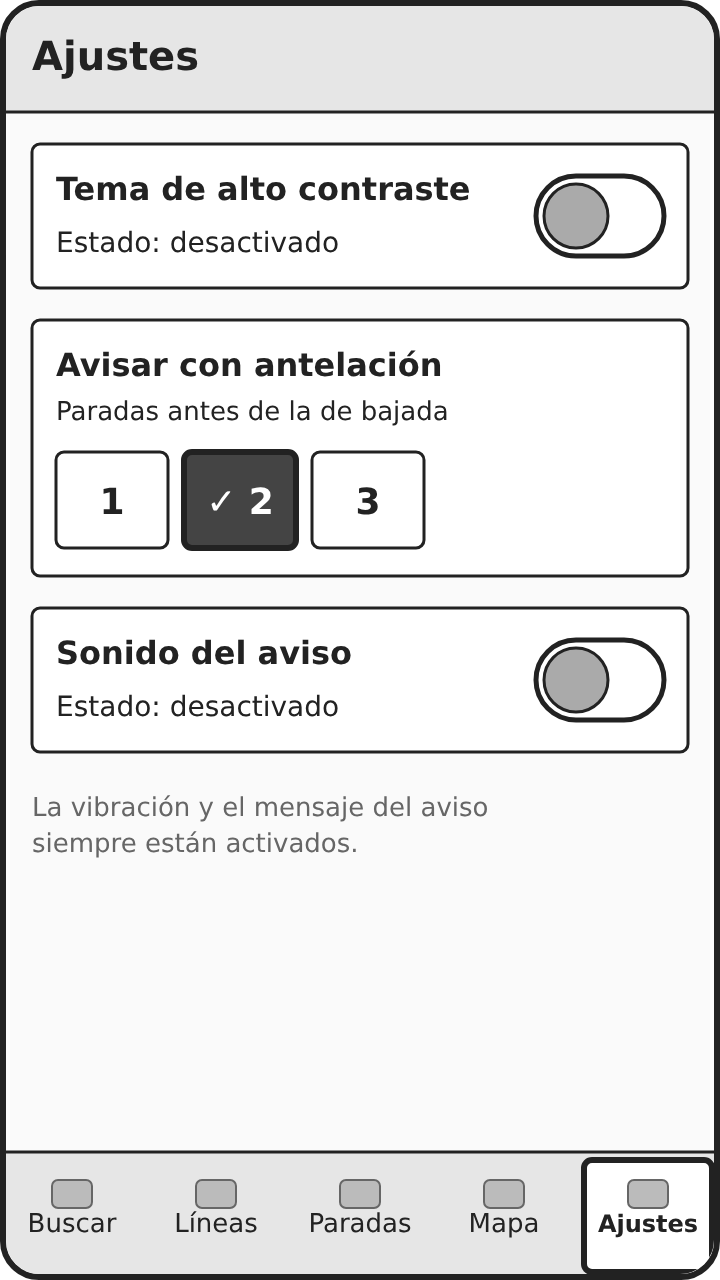 Ajustes
Tema de alto contraste
Estado: desactivado
Avisar con antelación
Paradas antes de la de bajada
1 ✓ 2 3
Sonido del aviso
Estado: desactivado
La vibración y el mensaje del aviso
siempre están activados.
Buscar Líneas Paradas Mapa Ajustes